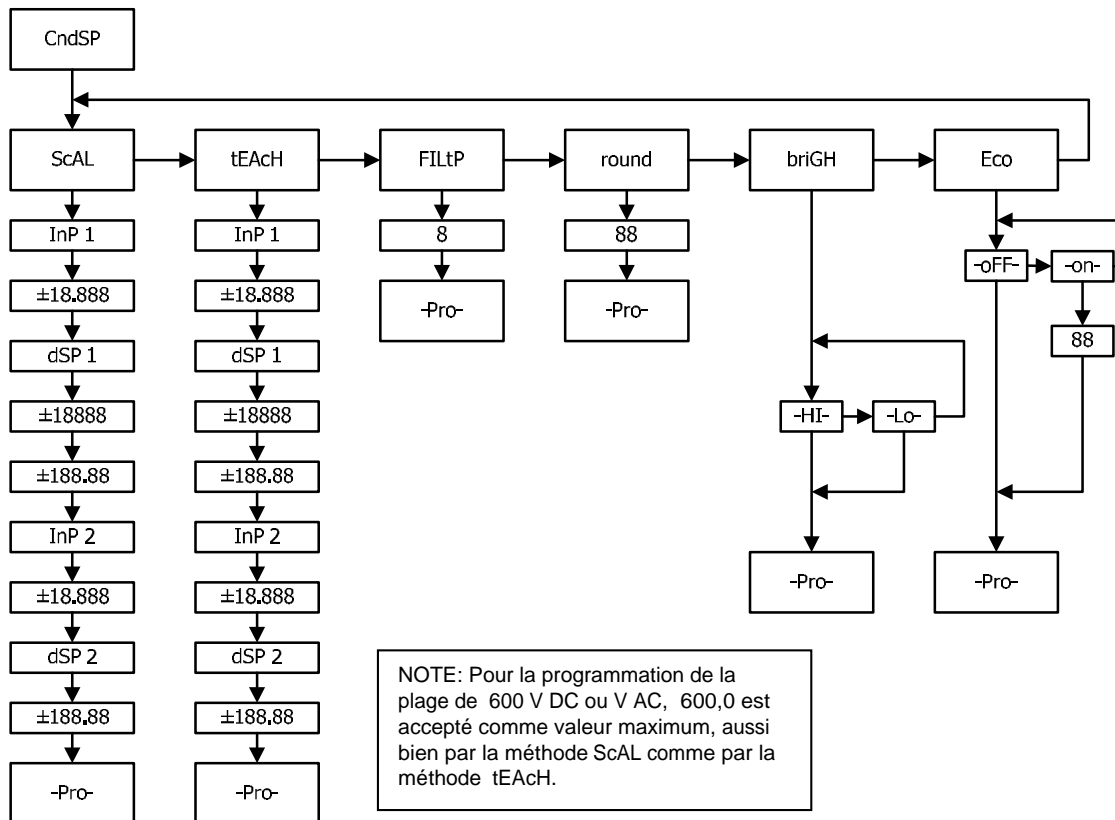 CndSP
ScAL
tEAcH
FILtP
round
briGH
Eco
InP 1
±18.888
dSP 1
±18888
±188.88
InP 2
±18.888
dSP 2
±188.88
-Pro-
InP 1
±18.888
dSP 1
±18888
±188.88
InP 2
±18.888
dSP 2
±188.88
-Pro-
8
-Pro-
88
-Pro-
-HI-
-Lo-
-Pro-
-oFF-
-on-
88
-Pro-
NOTE: Pour la programmation de la
plage de 600 V DC ou V AC, 600,0 est
accepté comme valeur maximum, aussi
bien par la méthode ScAL comme par la
méthode tEAcH.